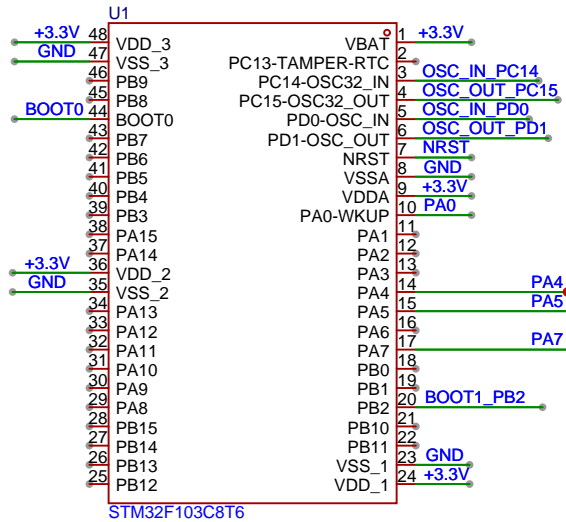 U1
+3.3V 48 VDD_3 VBAT 1 +3.3V
GND 47 VSS_3 PC13-TAMPER-RTC 2
46 PB9 PC14-OSC32_IN 3 OSC_IN_PC14
45 PB8 PC15-OSC32_OUT 4 OSC_OUT_PC15
BOOT0 44 BOOT0 PD0-OSC_IN 5 OSC_IN_PD0
43 PB7 PD1-OSC_OUT 6 OSC_OUT_PD1
42 PB6 NRST 7 NRST
41 PB5 VSSA 8 GND
40 PB4 VDDA 9 +3.3V
39 PB3 PA0-WKUP 10 PA0
38 PA15 PA1 11
37 PA14 PA2 12
+3.3V 36 VDD_2 PA3 13
GND 35 VSS_2 PA4 14 PA4
34 PA13 PA5 15 PA5
33 PA12 PA6 16
32 PA11 PA7 17 PA7
31 PA10 PB0 18
30 PA9 PB1 19
29 PA8 PB2 20 BOOT1_PB2
28 PB15 PB10 21
27 PB14 PB11 22
26 PB13 VSS_1 23 GND
25 PB12 VDD_1 24 +3.3V
STM32F103C8T6